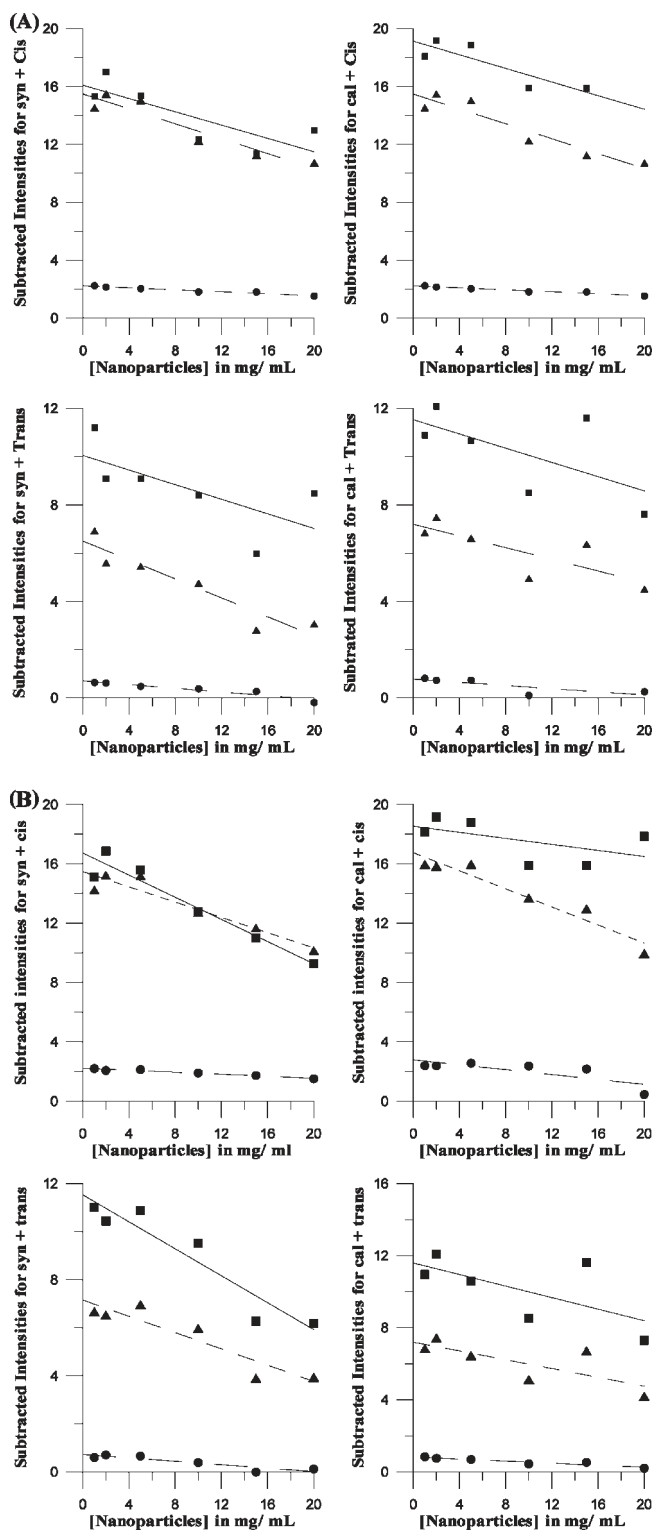 (A)
Subtracted Intensities for syn + Cis
20
16
12
8
4
0
0 4 8 12 16 20
[Nanoparticles] in mg/ mL
Subtracted Intensities for cal + Cis
20
16
12
8
4
0
0 4 8 12 16 20
[Nanoparticles] in mg/ mL
Subtracted Intensities for syn + Trans
12
8
4
0
0 4 8 12 16 20
[Nanoparticles] in mg/ mL
Subtrated Intensities for cal + Trans
12
8
4
0
0 4 8 12 16 20
[Nanoparticles] in mg/ mL
(B)
Subtracted intensities for syn + cis
20
16
12
8
4
0
0 4 8 12 16 20
[Nanoparticles] in mg/ ml
Subtracted intensities for cal + cis
20
16
12
8
4
0
0 4 8 12 16 20
[Nanoparticles] in mg/ mL
Subtracted Intensities for syn + trans
12
8
4
0
0 4 8 12 16 20
[Nanoparticles] in mg/ mL
Subtracted Intensities for cal + trans
16
12
8
4
0
0 4 8 12 16 20
[Nanoparticles] in mg/ mL